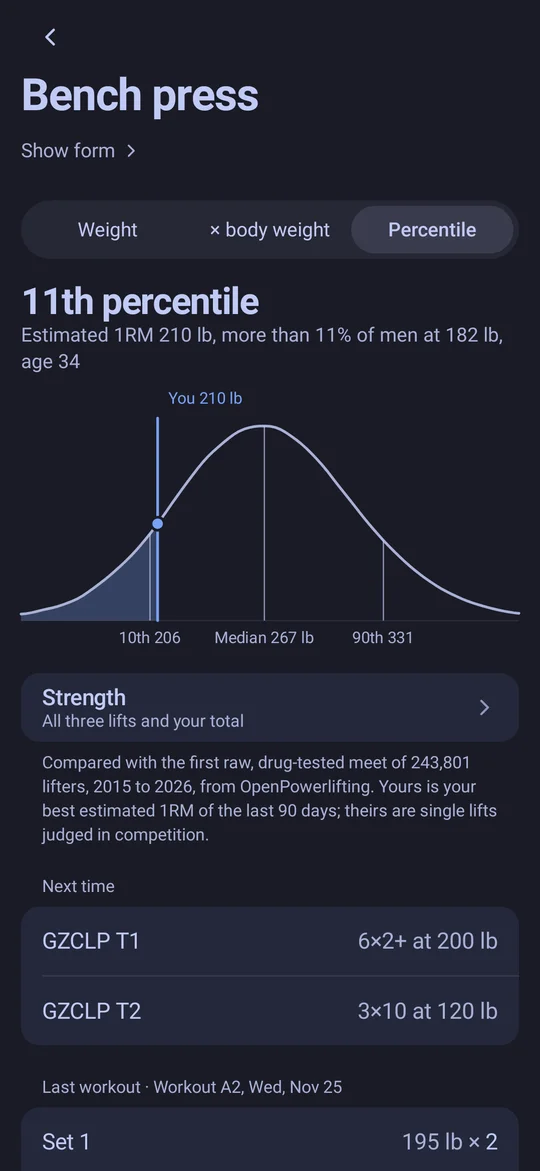 Bench press
Show form
Weight
× body weight
Percentile
11th percentile
Estimated 1RM 210 lb, more than 11% of men at 182 lb,
age 34
You 210 lb
10th 206
Median 267 lb
90th 331
Strength
All three lifts and your total
Compared with the first raw, drug-tested meet of 243,801
lifters, 2015 to 2026, from OpenPowerlifting. Yours is your
best estimated 1RM of the last 90 days; theirs are single lifts
judged in competition.
Next time
GZCLP T1
6×2+ at 200 lb
GZCLP T2
3×10 at 120 lb
Last workout · Workout A2, Wed, Nov 25
Set 1
195 lb × 2